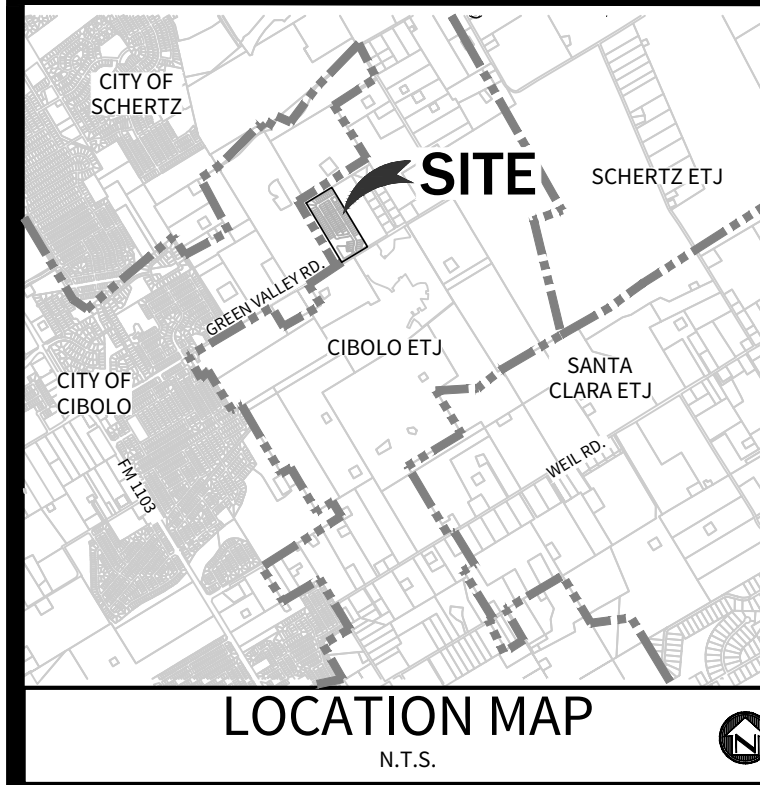 CITY OF
SCHERTZ
SITE
SCHERTZ ETJ
GREEN VALLEY RD.
CIBOLO ETJ
CITY OF
CIBOLO
SANTA
CLARA ETJ
WEIL RD.
FM 1103
LOCATION MAP
N.T.S.
N